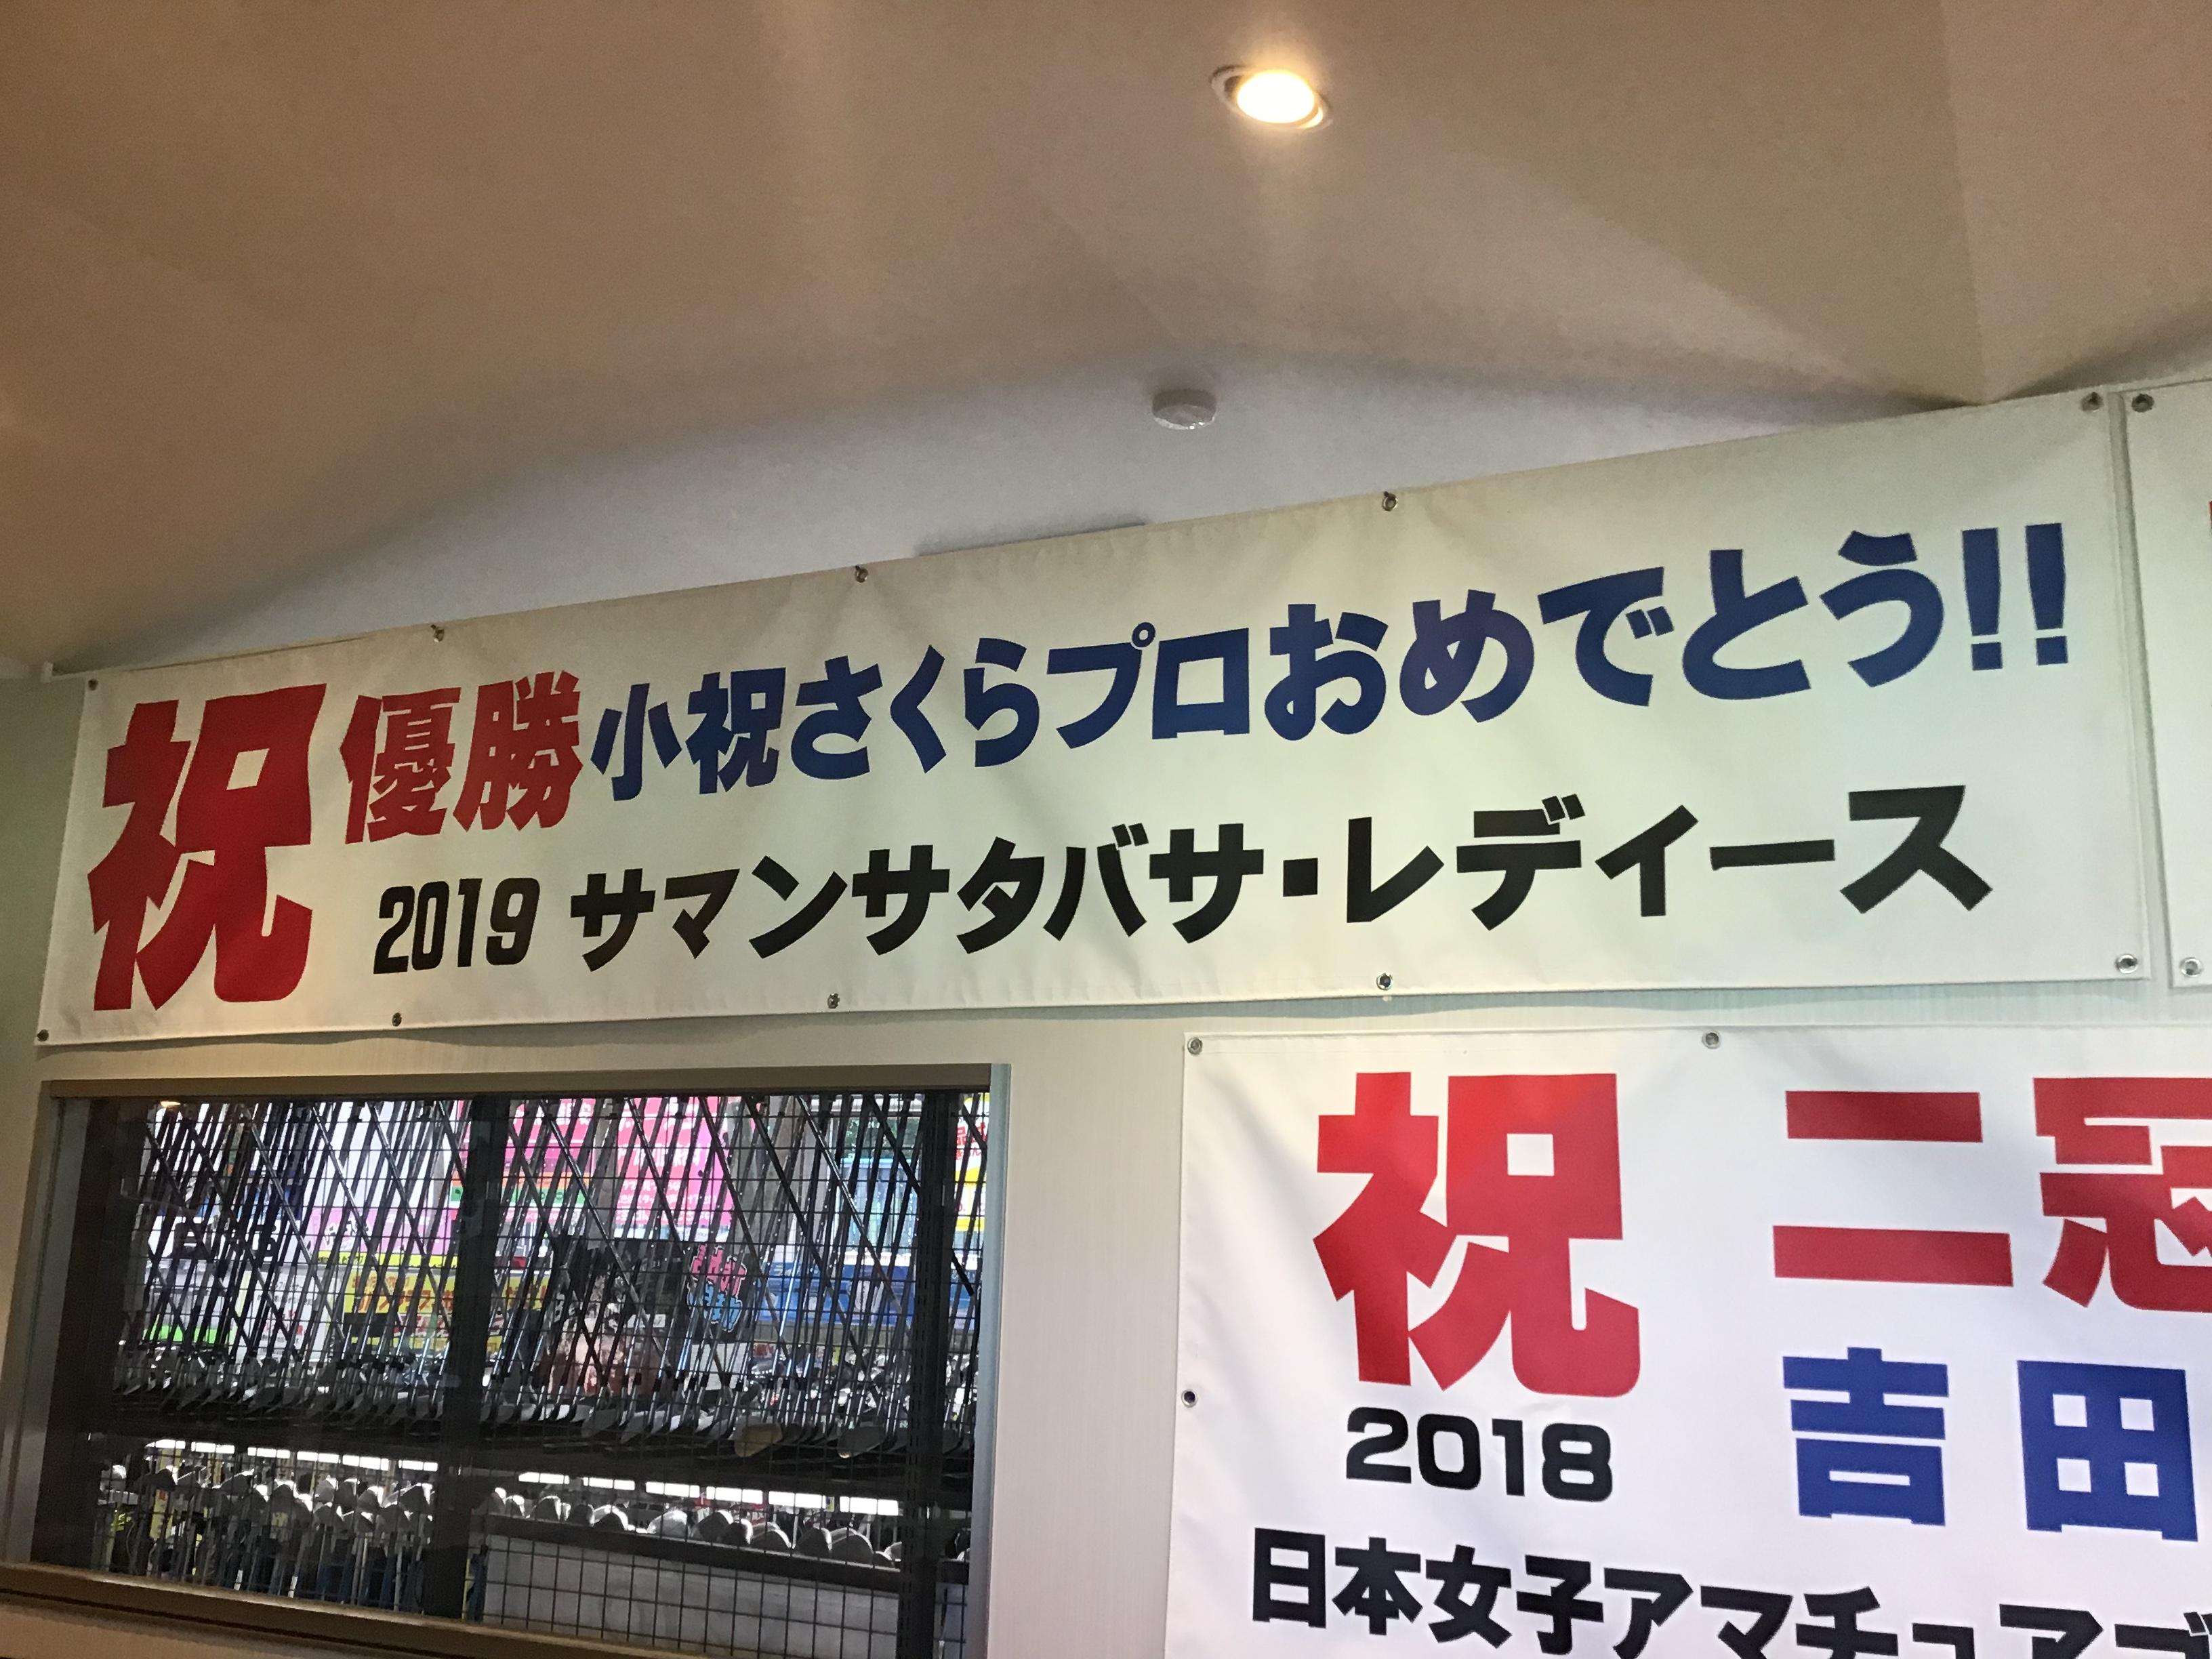 祝 優勝 小祝さくらプロおめでとう!!
2019 サマンサタバサ・レディース
祝 二冠
2018 吉田
日本女子アマチュアゴ